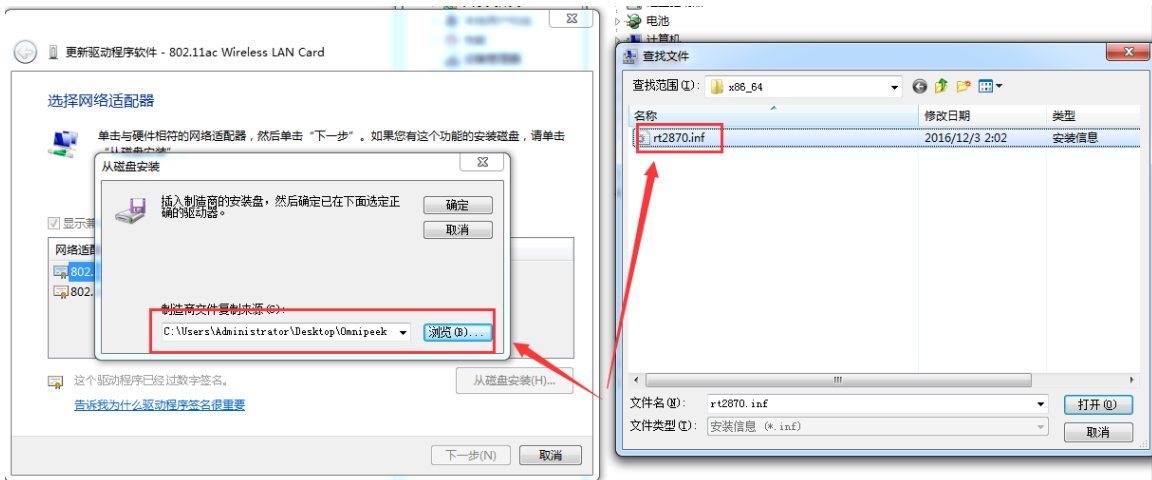 更新驱动程序软件 - 802.11ac Wireless LAN Card
选择网络适配器
单击与硬件相符的网络适配器，然后单击“下一步”。如果您有这个功能的安装磁盘，请单击
“从磁盘安装”
显示兼
网络适配
802.
802.
从磁盘安装
插入制造商的安装盘，然后确定已在下面选定正
确的驱动器。
确定
取消
制造商文件复制来源(C):
C:\Users\Administrator\Desktop\Omnipeek
浏览(B)...
这个驱动程序已经过数字签名。
从磁盘安装(H)...
告诉我为什么驱动程序签名很重要
下一步(N)
取消
电池
计算机
查找文件
查找范围(I):
x86_64
名称
修改日期
类型
rt2870.inf
2016/12/3 2:02
安装信息
文件名(N):
rt2870.inf
打开(O)
文件类型(T):
安装信息 (*.inf)
取消